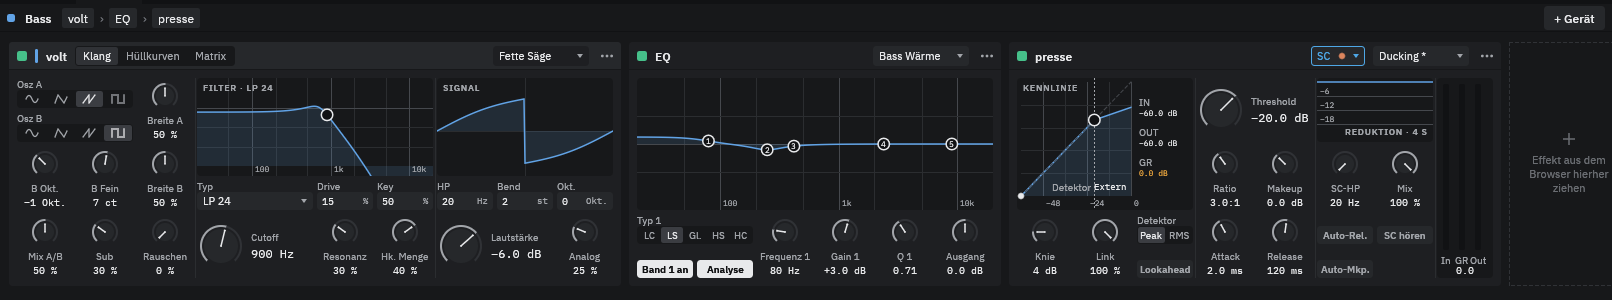 Bass volt › EQ › presse + Gerät
volt Klang Hüllkurven Matrix Fette Säge
Osz A
Osz B
Breite A
50 %
B Okt.
−1 Okt.
B Fein
7 ct
Breite B
50 %
Mix A/B
50 %
Sub
30 %
Rauschen
0 %
FILTER · LP 24
100 1k 10k
Typ Drive Key
LP 24 15 % 50 %
Cutoff
900 Hz
Resonanz
30 %
Hk. Menge
40 %
SIGNAL
HP Bend Okt.
20 Hz 2 st 0 Okt.
Lautstärke
−6.0 dB
Analog
25 %
EQ Bass Wärme
1 2 3 4 5
100 1k 10k
Typ 1
LC LS GL HS HC
Band 1 an Analyse
Frequenz 1
80 Hz
Gain 1
+3.0 dB
Q 1
0.71
Ausgang
0.0 dB
presse SC Ducking *
KENNLINIE
Detektor Extern
−48 −24 0
IN
−60.0 dB
OUT
−60.0 dB
GR
0.0 dB
Knie
4 dB
Link
100 %
Detektor
Peak RMS
Lookahead
Threshold
−20.0 dB
Ratio
3.0:1
Makeup
0.0 dB
Attack
2.0 ms
Release
120 ms
−6
−12
−18
REDUKTION · 4 S
SC-HP
20 Hz
Mix
100 %
Auto-Rel. SC hören
Auto-Mkp.
In GR Out
0.0
+
Effekt aus dem
Browser hierher
ziehen